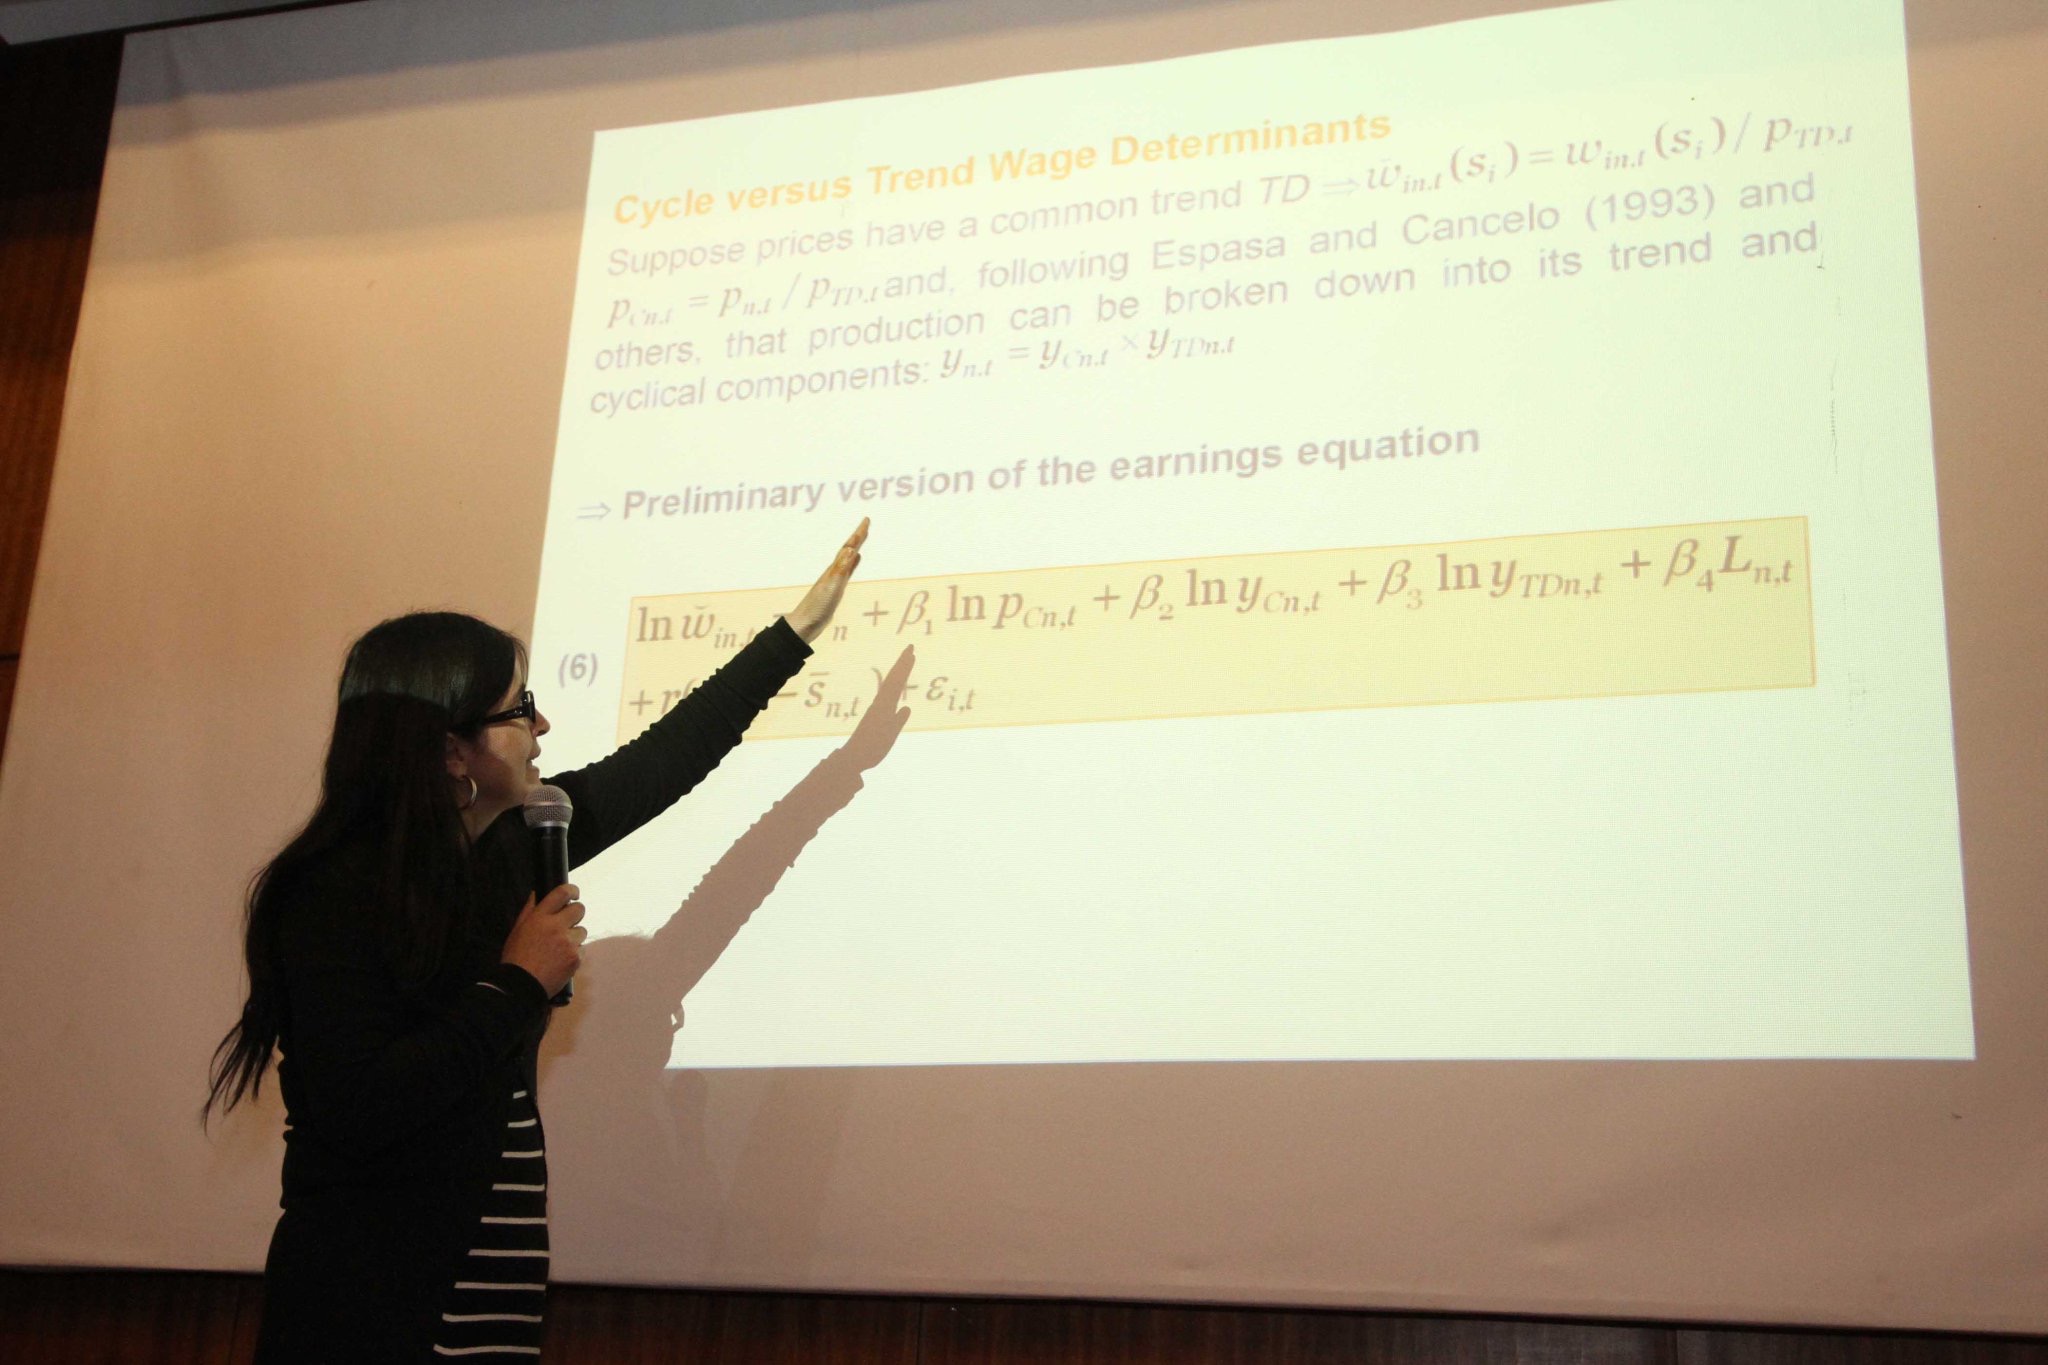 Cycle versus Trend Wage Determinants
Suppose prices have a common trend TD ⇒ w̆in,t (si) = win,t (si) / pTD,t
pCn,t = pn,t / pTD,t and, following Espasa and Cancelo (1993) and
others, that production can be broken down into its trend and
cyclical components: yn,t = yCn,t × yTDn,t
⇒ Preliminary version of the earnings equation
(6)
ln w̆in, n + β1 ln pCn,t + β2 ln yCn,t + β3 ln yTDn,t + β4 Ln,t
+ r( − s̄n,t ) + εi,t